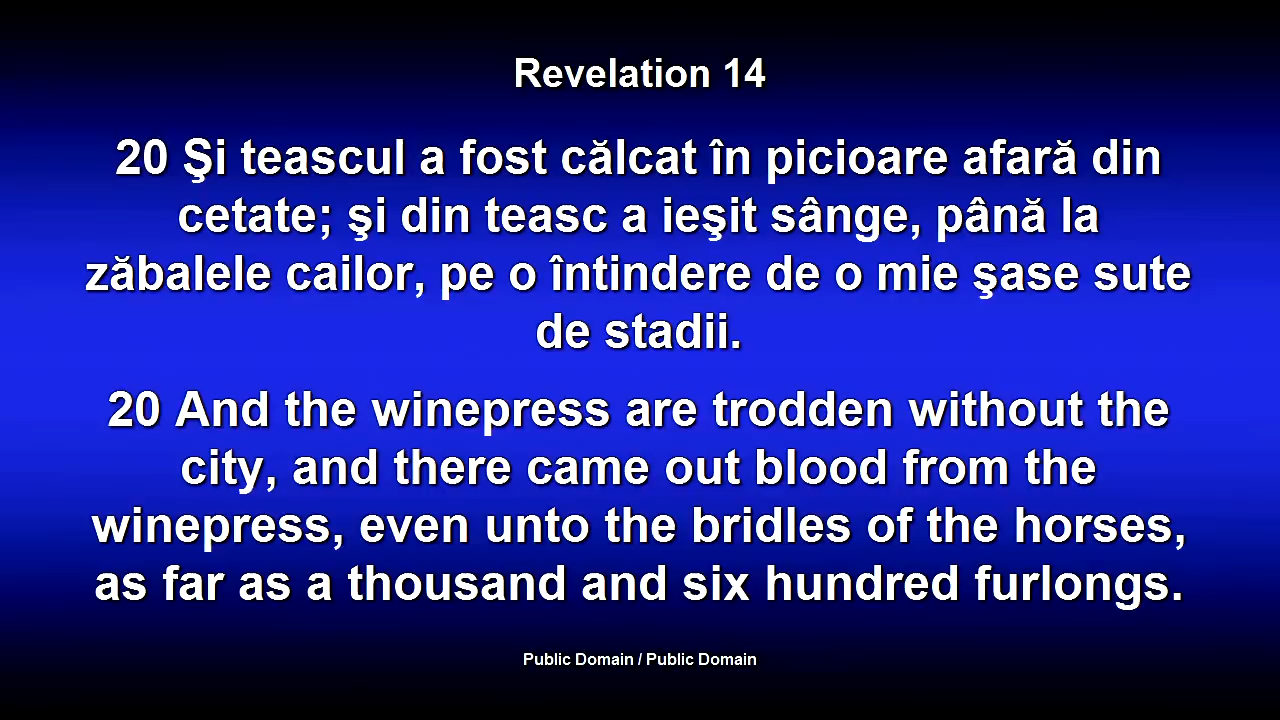 Revelation 14
20 Şi teascul a fost călcat în picioare afară din
cetate; şi din teasc a ieşit sânge, până la
zăbalele cailor, pe o întindere de o mie şase sute
de stadii.
20 And the winepress are trodden without the
city, and there came out blood from the
winepress, even unto the bridles of the horses,
as far as a thousand and six hundred furlongs.
Public Domain / Public Domain